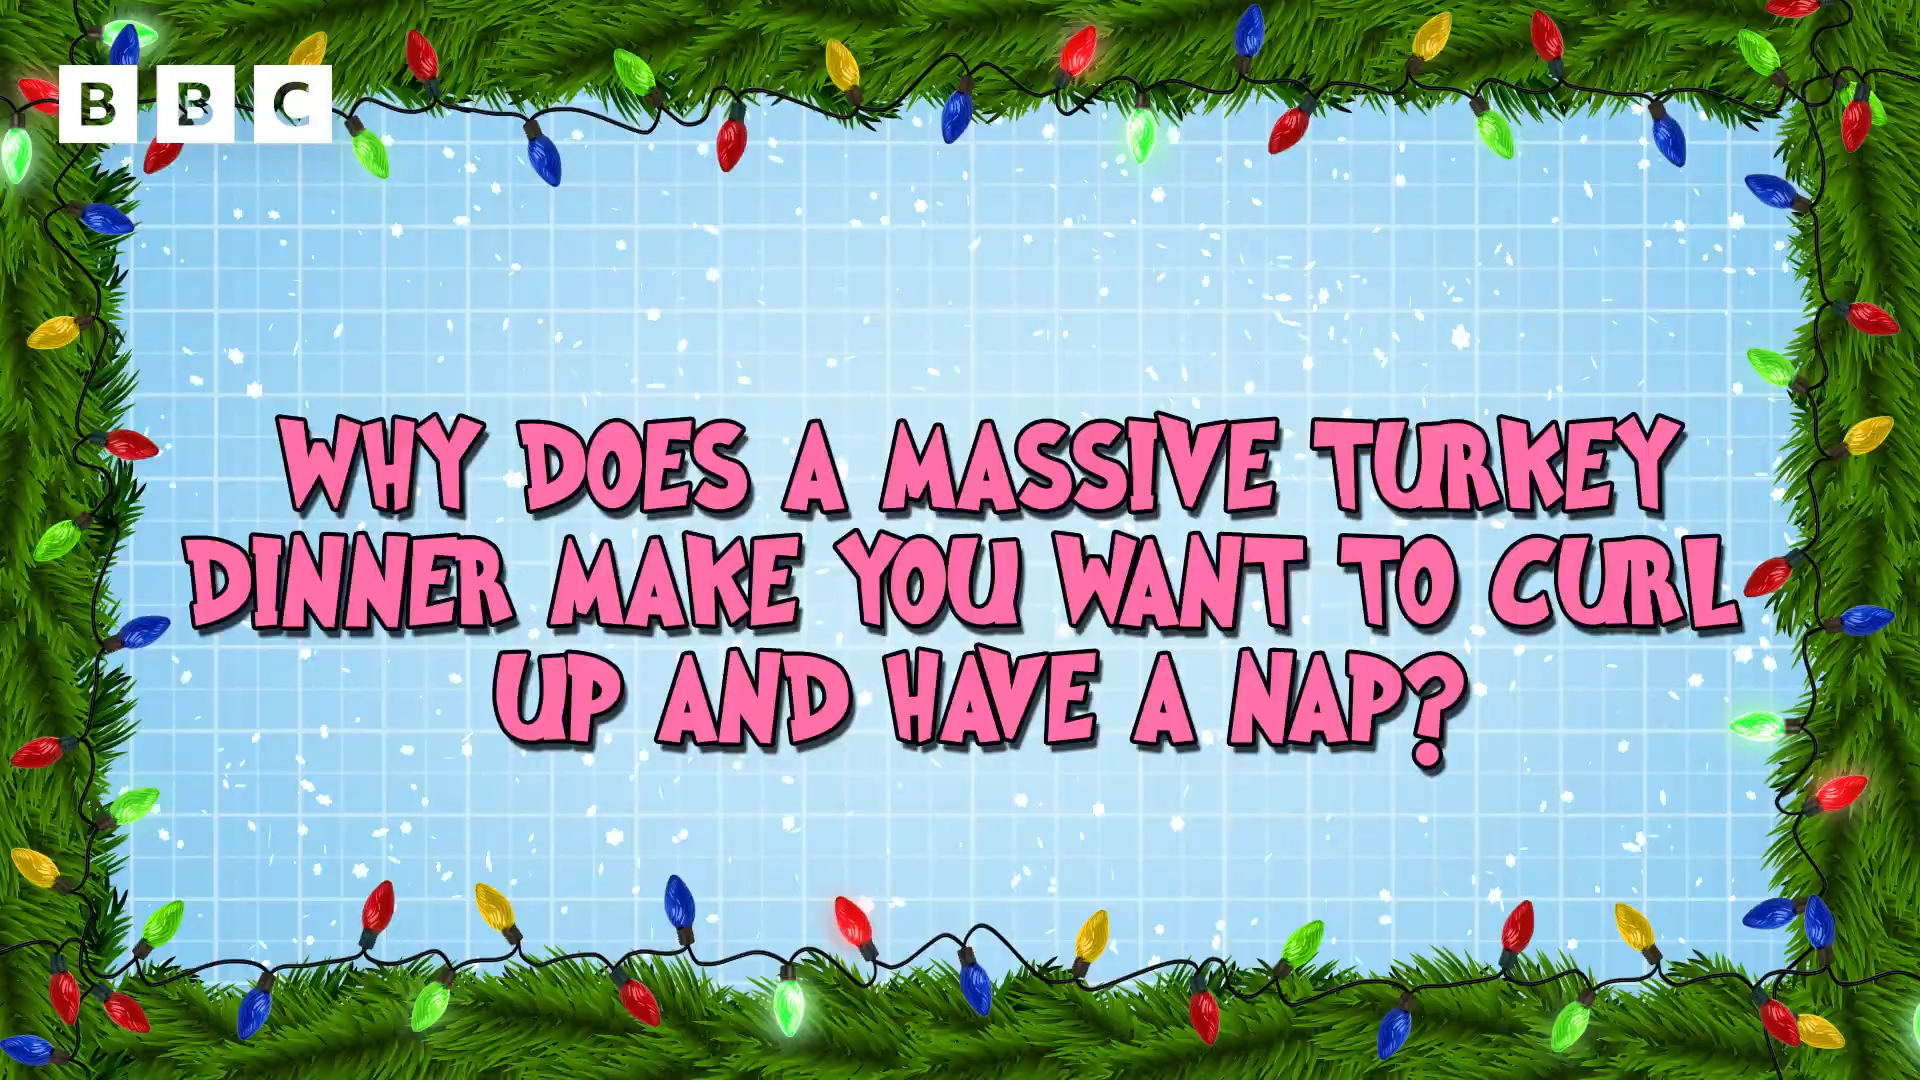 BBC
WHY DOES A MASSIVE TURKEY
DINNER MAKE YOU WANT TO CURL
UP AND HAVE A NAP?